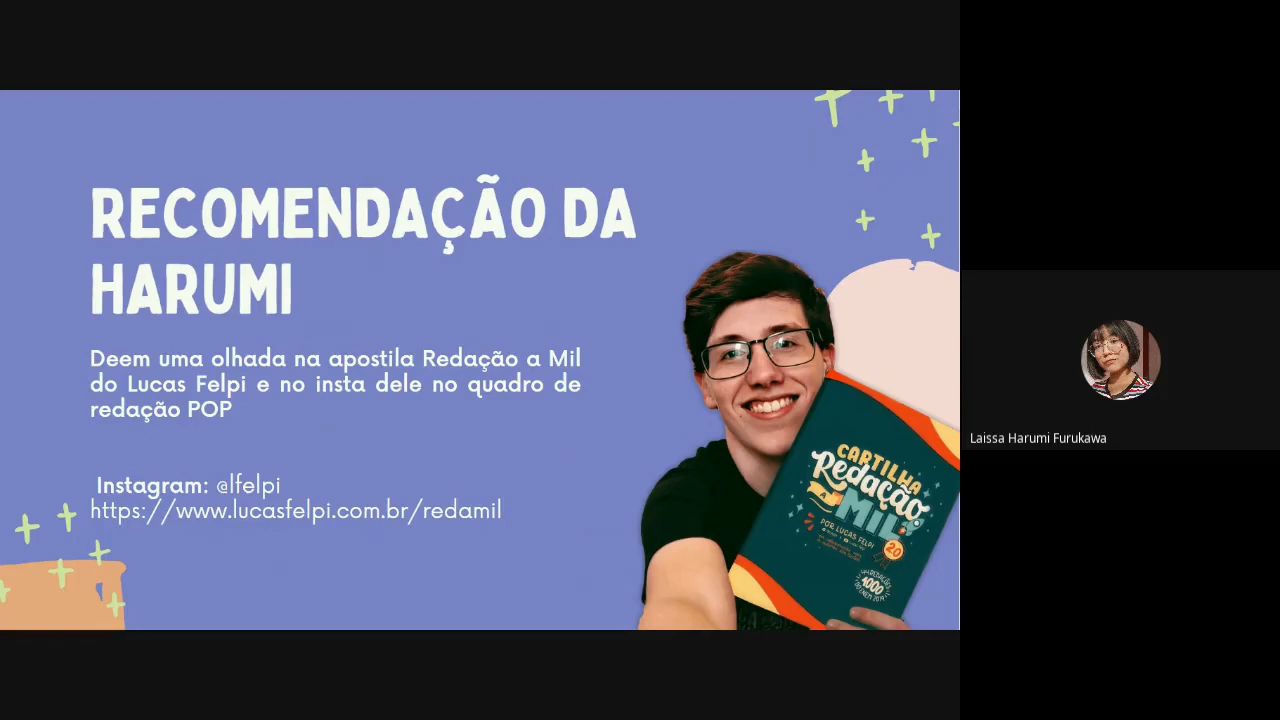 RECOMENDAÇÃO DA
HARUMI
Deem uma olhada na apostila Redação a Mil
do Lucas Felpi e no insta dele no quadro de
redação POP
Instagram: @lfelpi
https://www.lucasfelpi.com.br/redamil
CARTILHA
Redação
A
MIL
POR LUCAS FELPI
20
1000
Laissa Harumi Furukawa